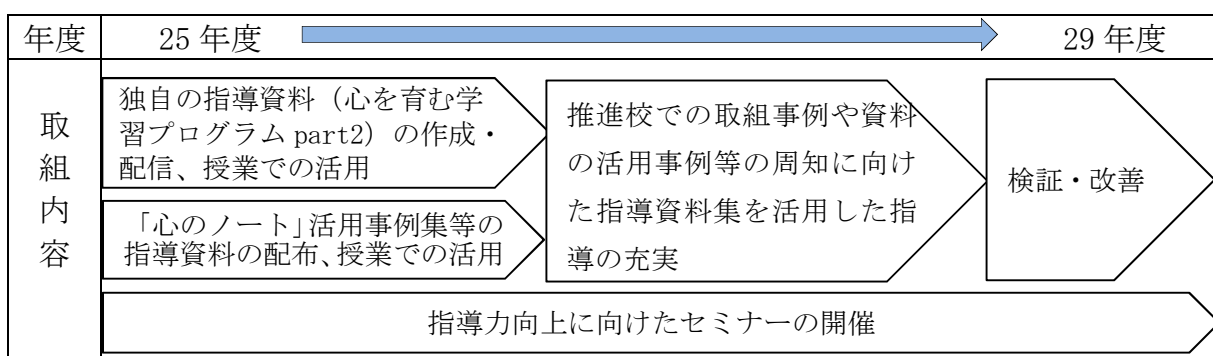 年度
25 年度
29 年度
取組内容
独自の指導資料（心を育む学
習プログラム part2）の作成・
配信、授業での活用
「心のノート」活用事例集等の
指導資料の配布、授業での活用
推進校での取組事例や資料
の活用事例等の周知に向け
た指導資料集を活用した指
導の充実
検証・改善
指導力向上に向けたセミナーの開催